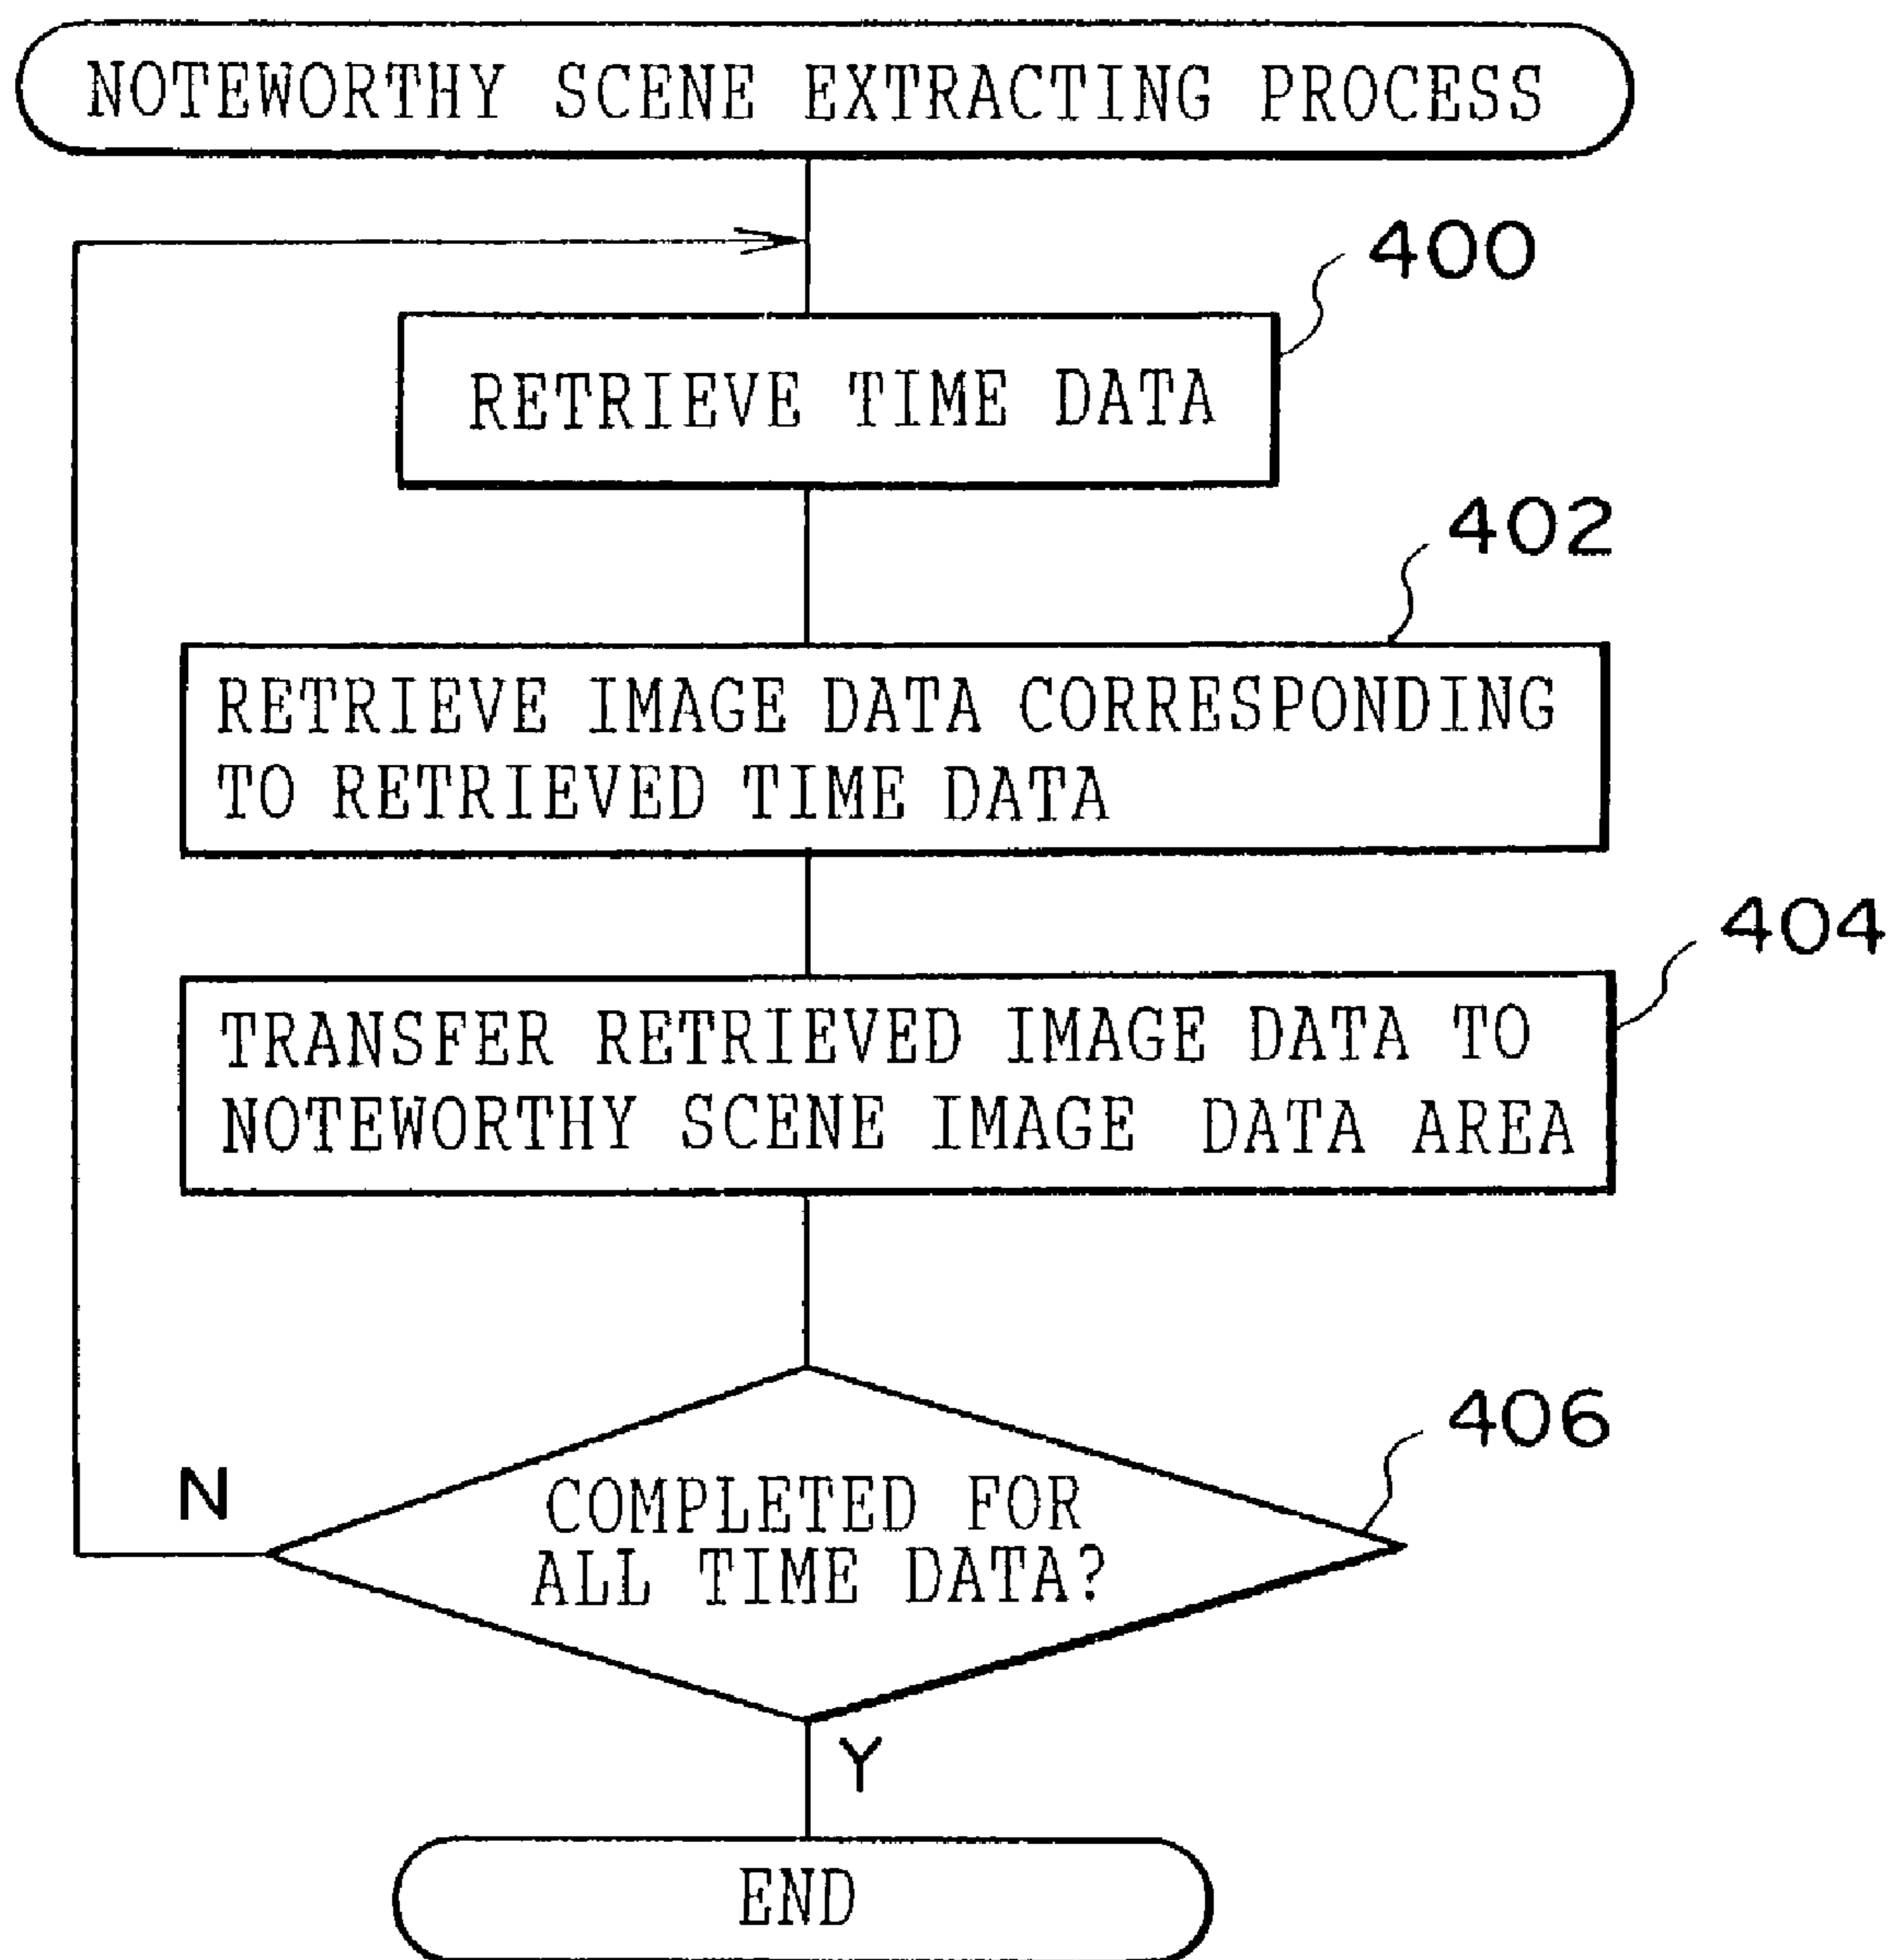 NOTEWORTHY SCENE EXTRACTING PROCESS
400
RETRIEVE TIME DATA
402
RETRIEVE IMAGE DATA CORRESPONDING
TO RETRIEVED TIME DATA
404
TRANSFER RETRIEVED IMAGE DATA TO
NOTEWORTHY SCENE IMAGE DATA AREA
406
N
COMPLETED FOR
ALL TIME DATA?
Y
END